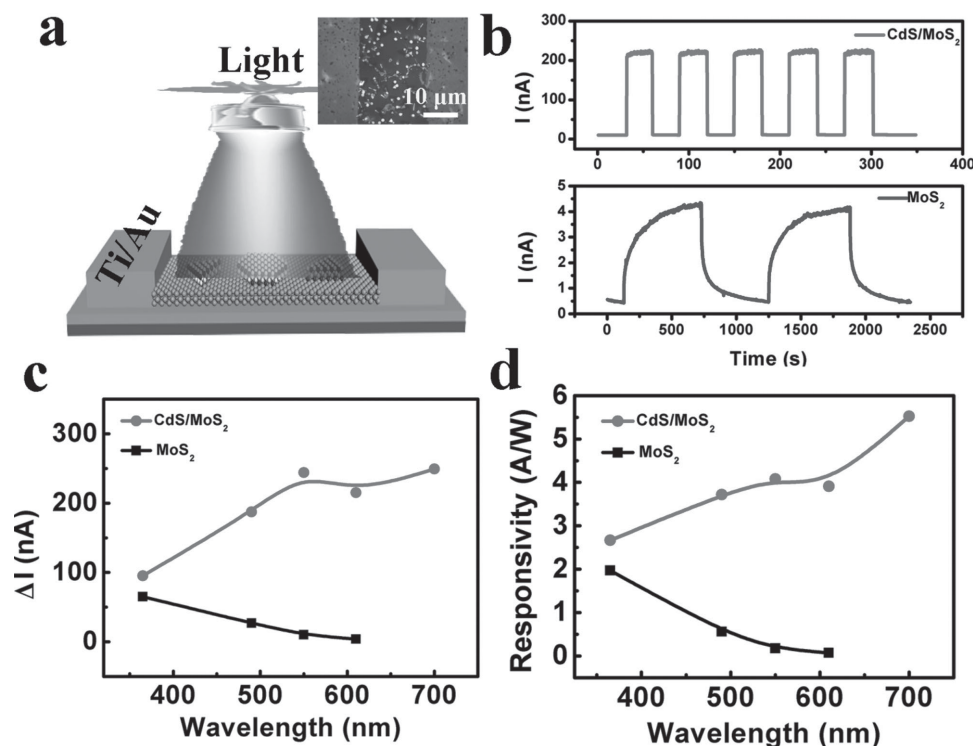 a
Light
10 µm
Ti/Au
b
CdS/MoS₂
I (nA)
300
200
100
0
0 100 200 300 400
MoS₂
I (nA)
5
4
3
2
1
0
0 500 1000 1500 2000 2500
Time (s)
c
CdS/MoS₂
MoS₂
Δ I (nA)
300
200
100
0
400 500 600 700
Wavelength (nm)
d
CdS/MoS₂
MoS₂
Responsivity (A/W)
6
5
4
3
2
1
0
400 500 600 700
Wavelength (nm)